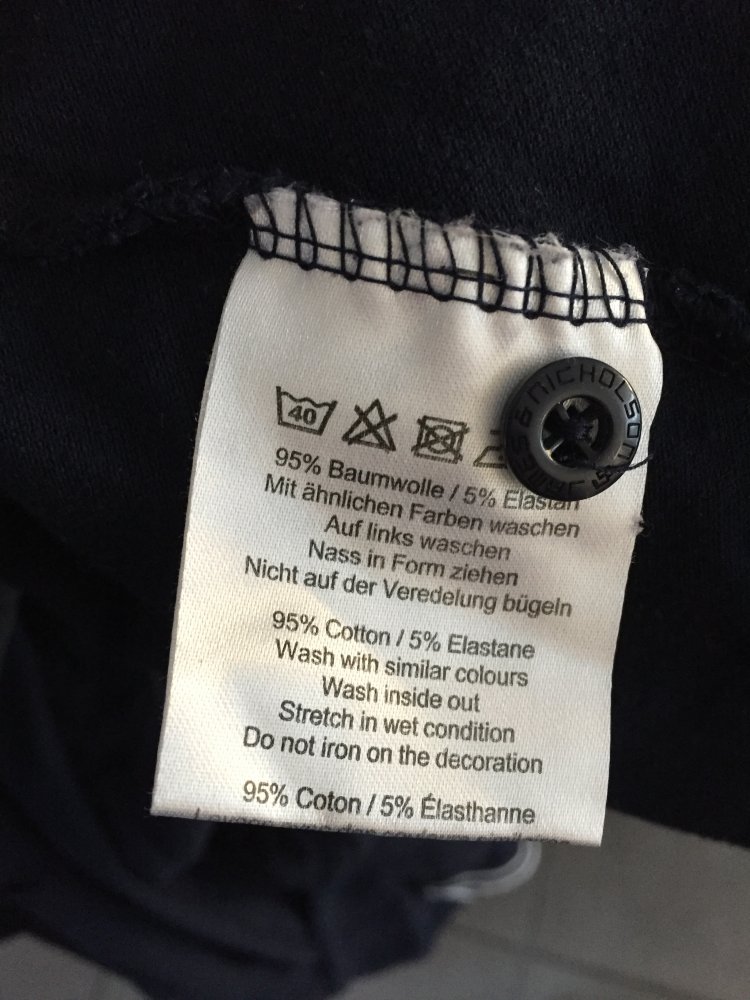 40
JAMES & NICHOLSON
95% Baumwolle / 5% Elastan
Mit ähnlichen Farben waschen
Auf links waschen
Nass in Form ziehen
Nicht auf der Veredelung bügeln
95% Cotton / 5% Elastane
Wash with similar colours
Wash inside out
Stretch in wet condition
Do not iron on the decoration
95% Coton / 5% Élasthanne